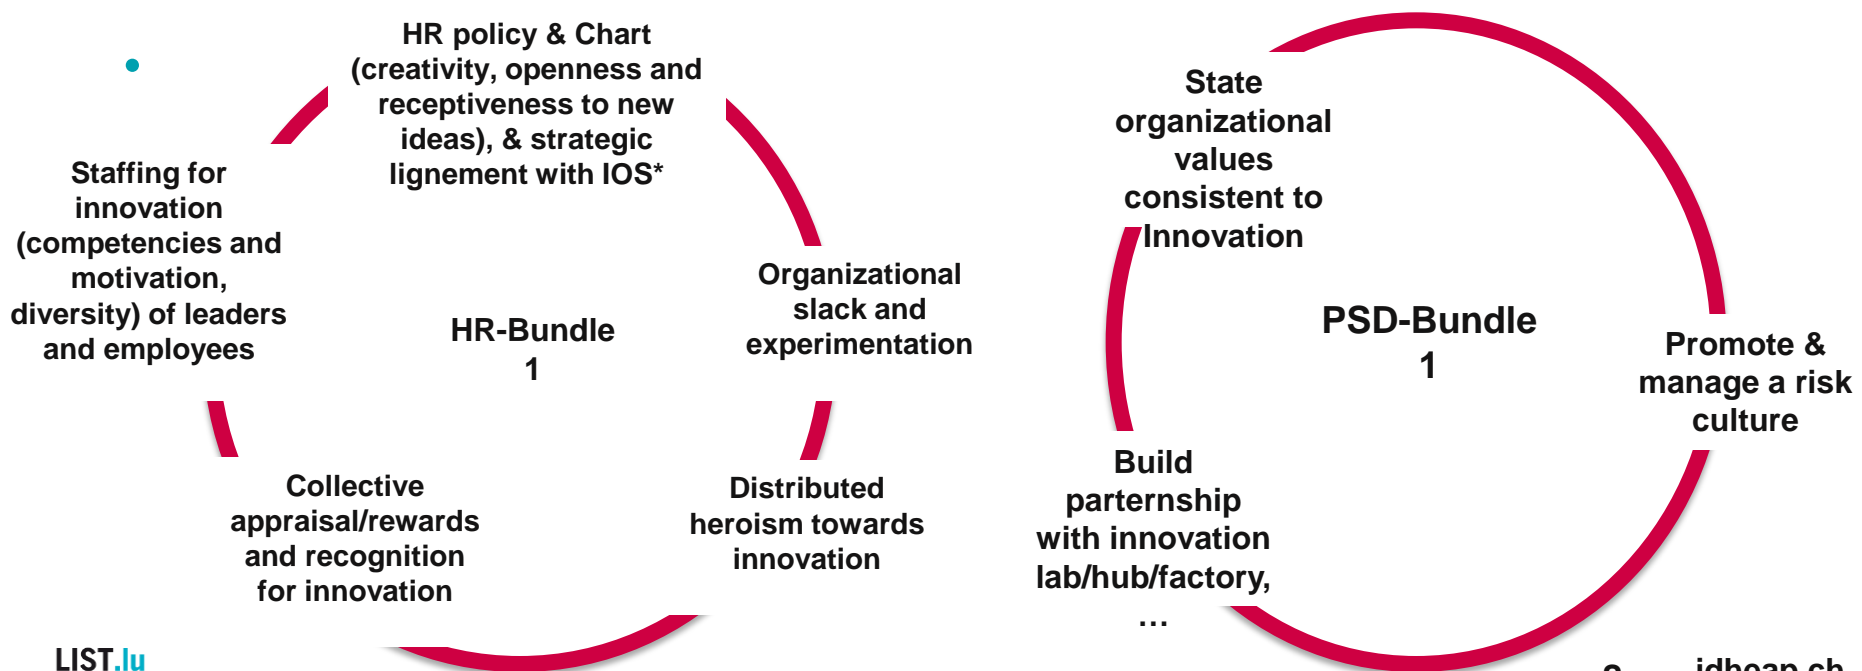 HR policy & Chart
(creativity, openness and
receptiveness to new
ideas), & strategic
lignement with IOS*
Staffing for
innovation
(competencies and
motivation,
diversity) of leaders
and employees
HR-Bundle
1
Organizational
slack and
experimentation
Collective
appraisal/rewards
and recognition
for innovation
Distributed
heroism towards
innovation
State
organizational
values
consistent to
Innovation
PSD-Bundle
1
Promote &
manage a risk
culture
Build
parternship
with innovation
lab/hub/factory,
…
LIST.lu
idheap.ch